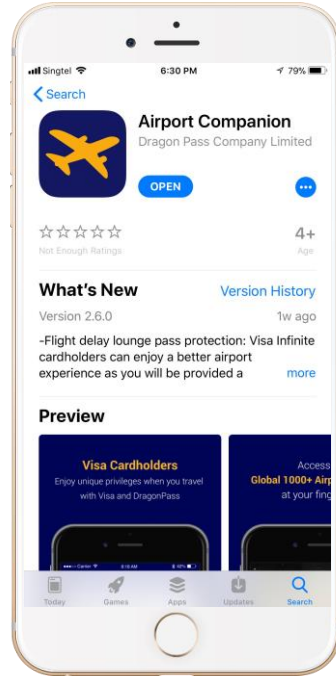 Singtel 6:30 PM 79%
Search
Airport Companion
Dragon Pass Company Limited
OPEN
Not Enough Ratings
4+
Age
What's New Version History
Version 2.6.0 1w ago
-Flight delay lounge pass protection: Visa Infinite
cardholders can enjoy a better airport
experience as you will be provided a more
Preview
Visa Cardholders
Enjoy unique privileges when you travel
with Visa and DragonPass
Access
Global 1000+ Air
at your fing
Today Games Apps Updates Search